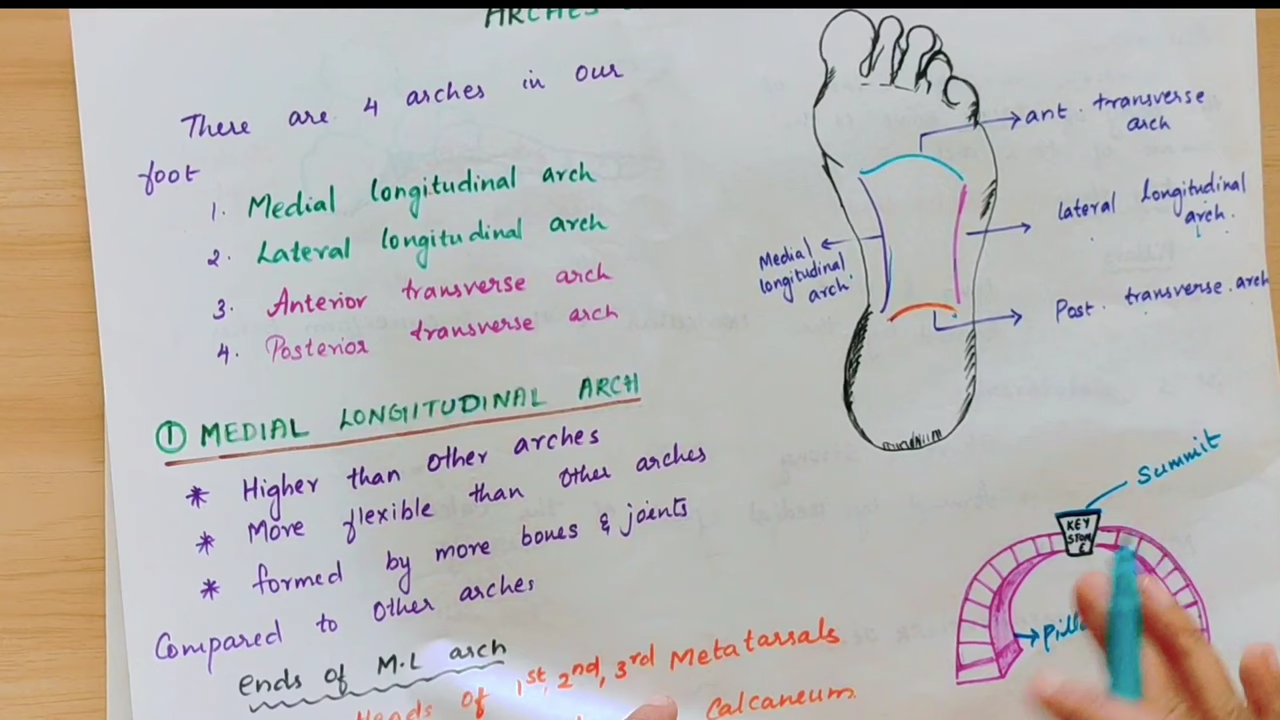 ARCHES
There are 4 arches in our
foot
1. Medial longitudinal arch
2. Lateral longitudinal arch
3. Anterior transverse arch
4. Posterior transverse arch
① MEDIAL LONGITUDINAL ARCH
* Higher than other arches
* More flexible than other arches
* formed by more bones & joints
Compared to other arches
ends of M.L arch
Heads of 1st, 2nd, 3rd Metatarsals
Calcaneum
ant. transverse
arch
lateral longitudinal
arch.
Medial
longitudinal
arch
Post. transverse arch
Summit
KEY
STON
E